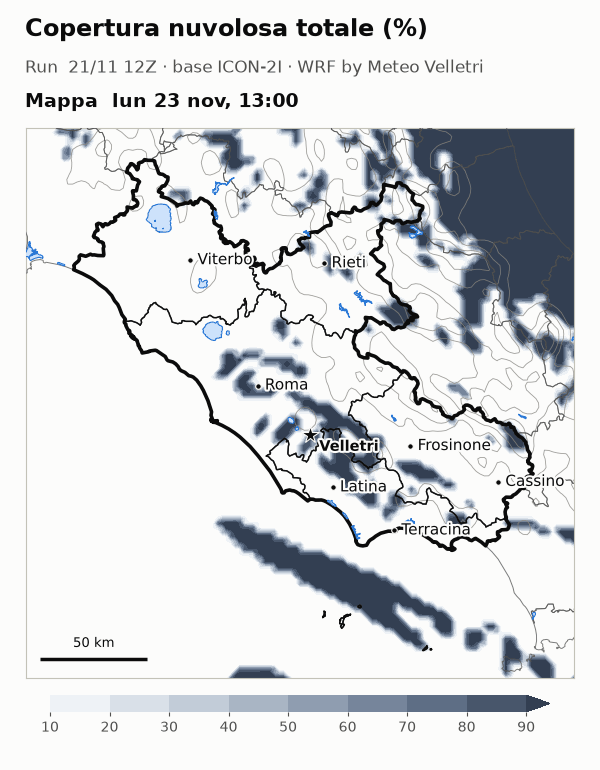 Copertura nuvolosa totale (%)
Run  21/11 12Z · base ICON-2I · WRF by Meteo Velletri
Mappa  lun 23 nov, 13:00
Viterbo
Rieti
Roma
Velletri
Frosinone
Latina
Cassino
Terracina
50 km
10 20 30 40 50 60 70 80 90